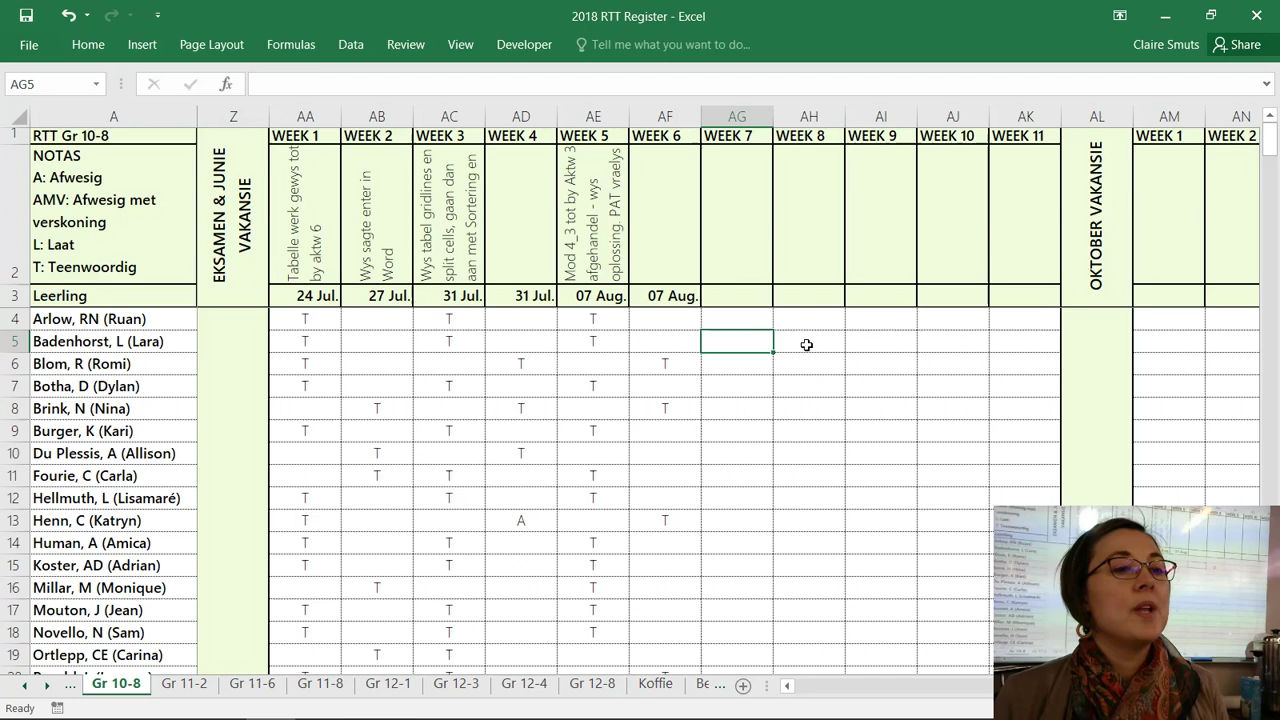 2018 RTT Register - Excel
File Home Insert Page Layout Formulas Data Review View Developer Tell me what you want to do... Claire Smuts Share
AG5 fx
A Z AA AB AC AD AE AF AG AH AI AJ AK AL AM AN
1 RTT Gr 10-8 WEEK 1 WEEK 2 WEEK 3 WEEK 4 WEEK 5 WEEK 6 WEEK 7 WEEK 8 WEEK 9 WEEK 10 WEEK 11 WEEK 1 WEEK 2
NOTAS
A: Afwesig
AMV: Afwesig met
verskoning
L: Laat
T: Teenwoordig
2
EKSAMEN & JUNIE
VAKANSIE
Tabelle werk gewys tot
by aktw 6
Wys sagte enter in
Word
Wys tabel gridlines en
split cells, gaan dan
aan met Sortering en
Mod 4_3 tot by Aktw 3
afgehandel - wys
oplossing. PAT vraelys
OKTOBER VAKANSIE
3 Leerling 24 Jul. 27 Jul. 31 Jul. 31 Jul. 07 Aug. 07 Aug.
4 Arlow, RN (Ruan) T T T
5 Badenhorst, L (Lara) T T T
6 Blom, R (Romi) T T T
7 Botha, D (Dylan) T T T
8 Brink, N (Nina) T T T
9 Burger, K (Kari) T T T
10 Du Plessis, A (Allison) T T
11 Fourie, C (Carla) T T T
12 Hellmuth, L (Lisamaré) T T T
13 Henn, C (Katryn) T A T
14 Human, A (Amica) T T T
15 Koster, AD (Adrian) T T T
16 Millar, M (Monique) T T T
17 Mouton, J (Jean) T T T
18 Novello, N (Sam) T T T
19 Ortlepp, CE (Carina) T T
... Gr 10-8 Gr 11-2 Gr 11-6 Gr 11-8 Gr 12-1 Gr 12-3 Gr 12-4 Gr 12-8 Koffie Be ...
Ready